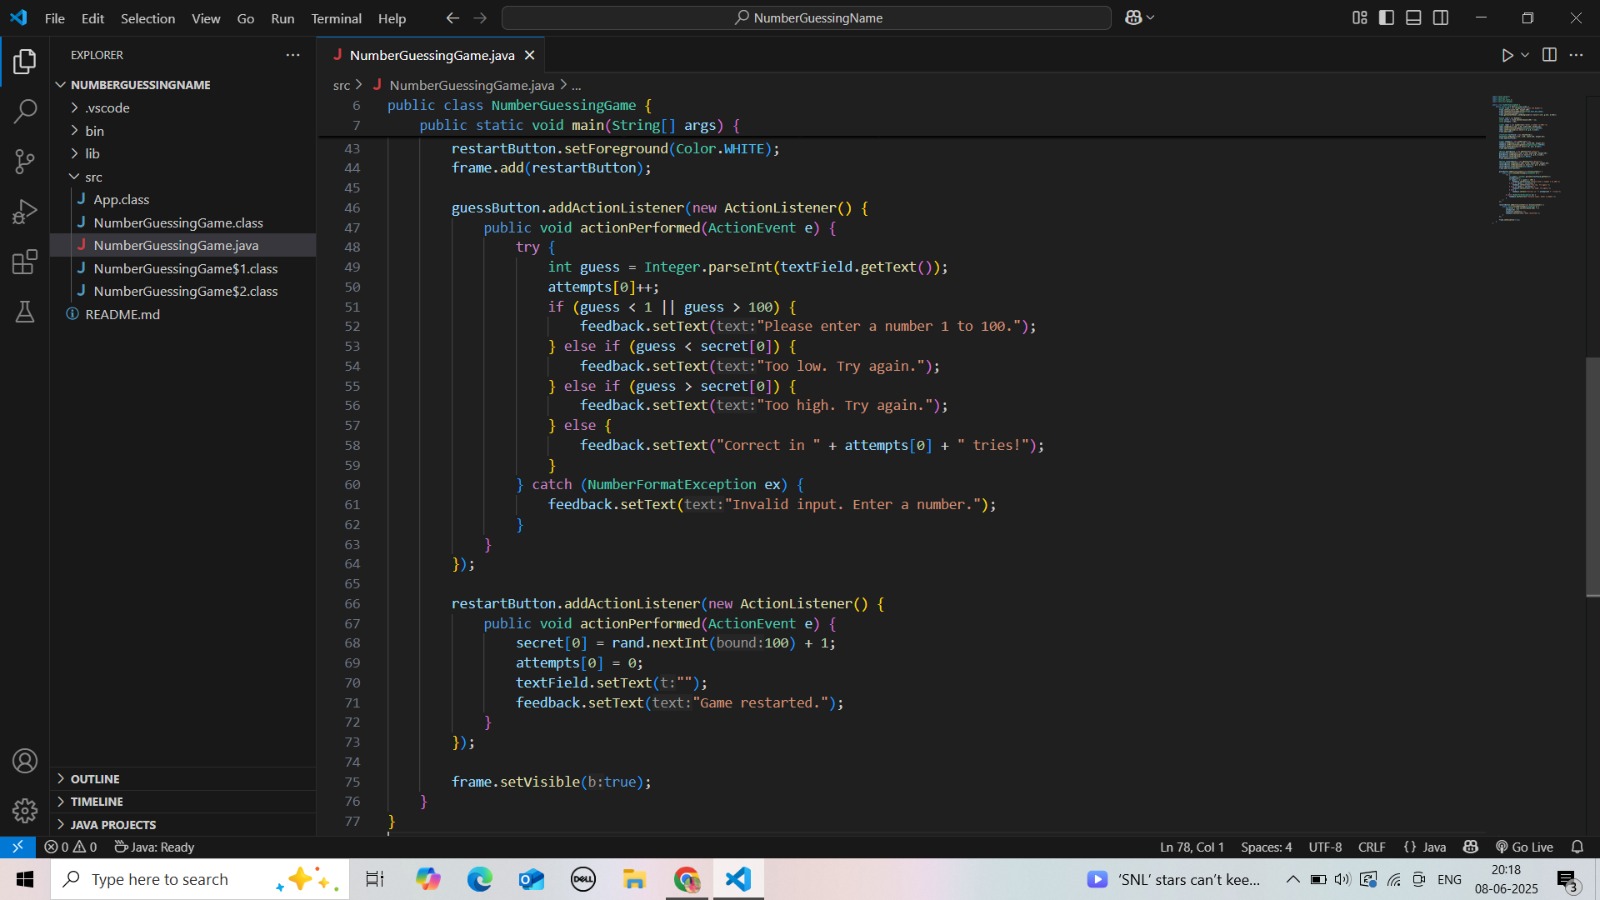 File Edit Selection View Go Run Terminal Help NumberGuessingName
EXPLORER
NUMBERGUESSINGNAME
.vscode
bin
lib
src
App.class
NumberGuessingGame.class
NumberGuessingGame.java
NumberGuessingGame$1.class
NumberGuessingGame$2.class
README.md
OUTLINE
TIMELINE
JAVA PROJECTS
NumberGuessingGame.java
src > NumberGuessingGame.java > ...
6 public class NumberGuessingGame {
7 public static void main(String[] args) {
43 restartButton.setForeground(Color.WHITE);
44 frame.add(restartButton);
45
46 guessButton.addActionListener(new ActionListener() {
47 public void actionPerformed(ActionEvent e) {
48 try {
49 int guess = Integer.parseInt(textField.getText());
50 attempts[0]++;
51 if (guess < 1 || guess > 100) {
52 feedback.setText(text:"Please enter a number 1 to 100.");
53 } else if (guess < secret[0]) {
54 feedback.setText(text:"Too low. Try again.");
55 } else if (guess > secret[0]) {
56 feedback.setText(text:"Too high. Try again.");
57 } else {
58 feedback.setText("Correct in " + attempts[0] + " tries!");
59 }
60 } catch (NumberFormatException ex) {
61 feedback.setText(text:"Invalid input. Enter a number.");
62 }
63 }
64 });
65
66 restartButton.addActionListener(new ActionListener() {
67 public void actionPerformed(ActionEvent e) {
68 secret[0] = rand.nextInt(bound:100) + 1;
69 attempts[0] = 0;
70 textField.setText(t:"");
71 feedback.setText(text:"Game restarted.");
72 }
73 });
74
75 frame.setVisible(b:true);
76 }
77 }
0 0 Java: Ready Ln 78, Col 1 Spaces: 4 UTF-8 CRLF {} Java Go Live
Type here to search DELL 'SNL' stars can't kee... ENG 20:18
08-06-2025 3